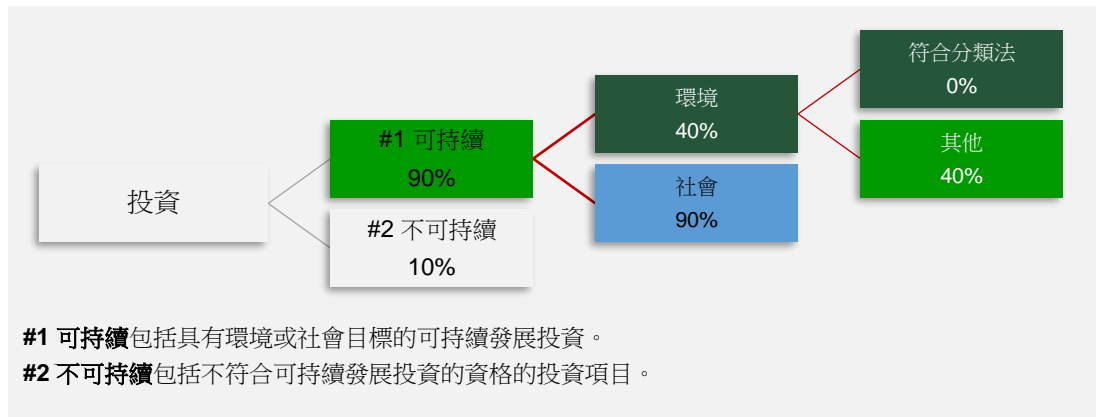 投資
#1 可持續
90%
#2 不可持續
10%
環境
40%
社會
90%
符合分類法
0%
其他
40%
#1 可持續包括具有環境或社會目標的可持續發展投資。
#2 不可持續包括不符合可持續發展投資的資格的投資項目。